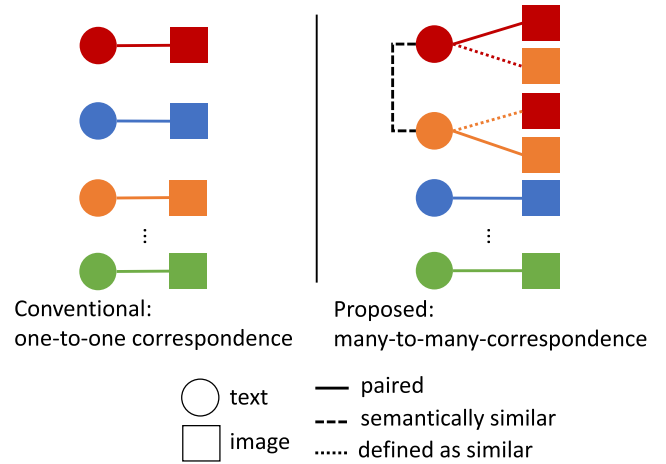 Conventional:
one-to-one correspondence
Proposed:
many-to-many-correspondence
text
image
paired
semantically similar
defined as similar